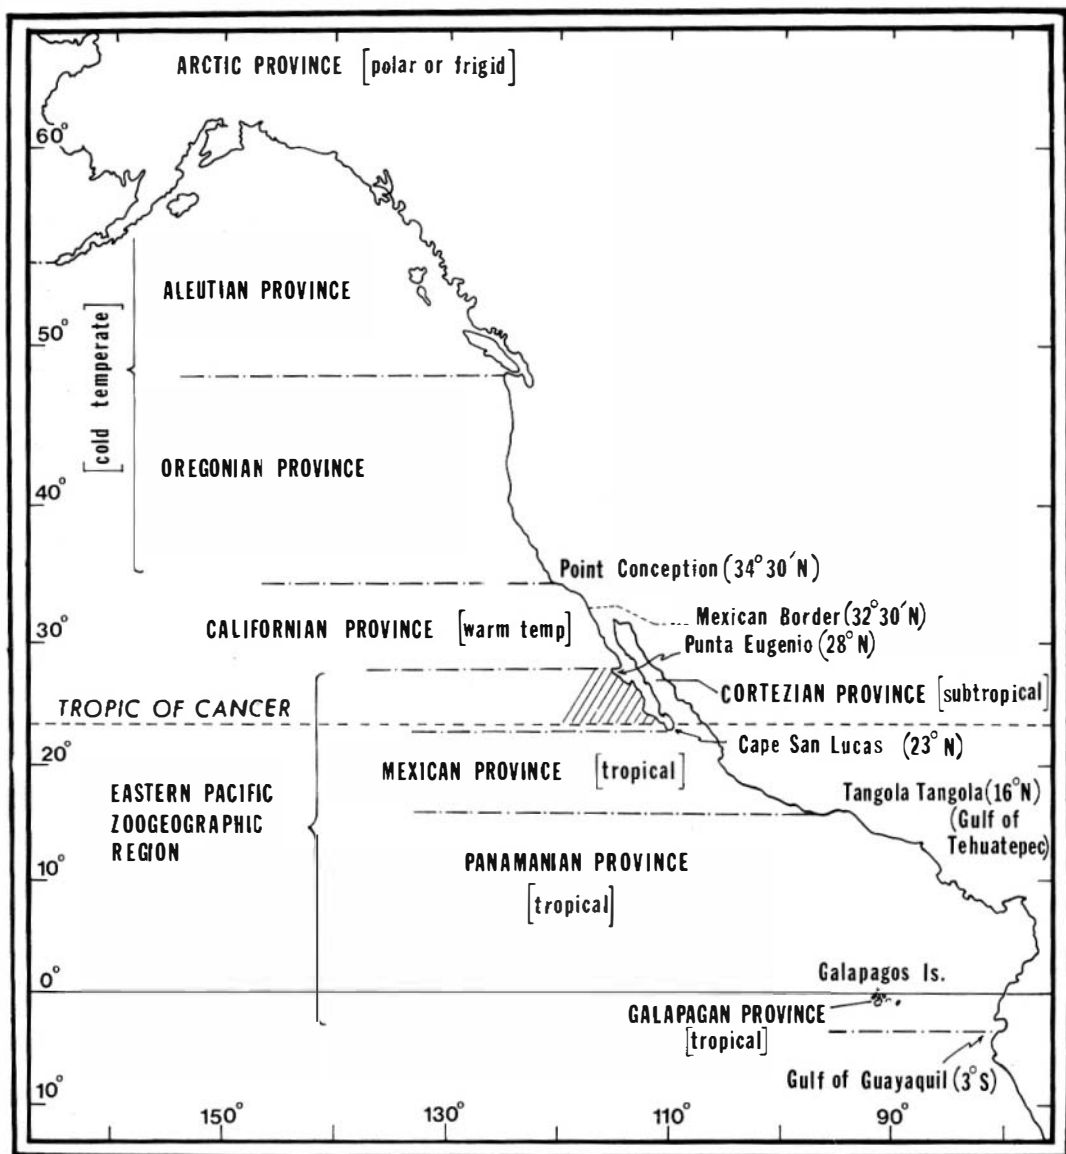 ARCTIC PROVINCE [polar or frigid]
60°
ALEUTIAN PROVINCE
50°
[cold temperate]
OREGONIAN PROVINCE
40°
Point Conception (34°30′N)
Mexican Border (32°30′N)
CALIFORNIAN PROVINCE [warm temp]
30°
Punta Eugenio (28°N)
CORTEZIAN PROVINCE [subtropical]
TROPIC OF CANCER
Cape San Lucas (23°N)
20°
MEXICAN PROVINCE [tropical]
EASTERN PACIFIC
ZOOGEOGRAPHIC
REGION
Tangola Tangola (16°N)
(Gulf of
Tehuatepec)
PANAMANIAN PROVINCE
[tropical]
10°
Galapagos Is.
0°
GALAPAGAN PROVINCE
[tropical]
Gulf of Guayaquil (3°S)
10°
150°
130°
110°
90°